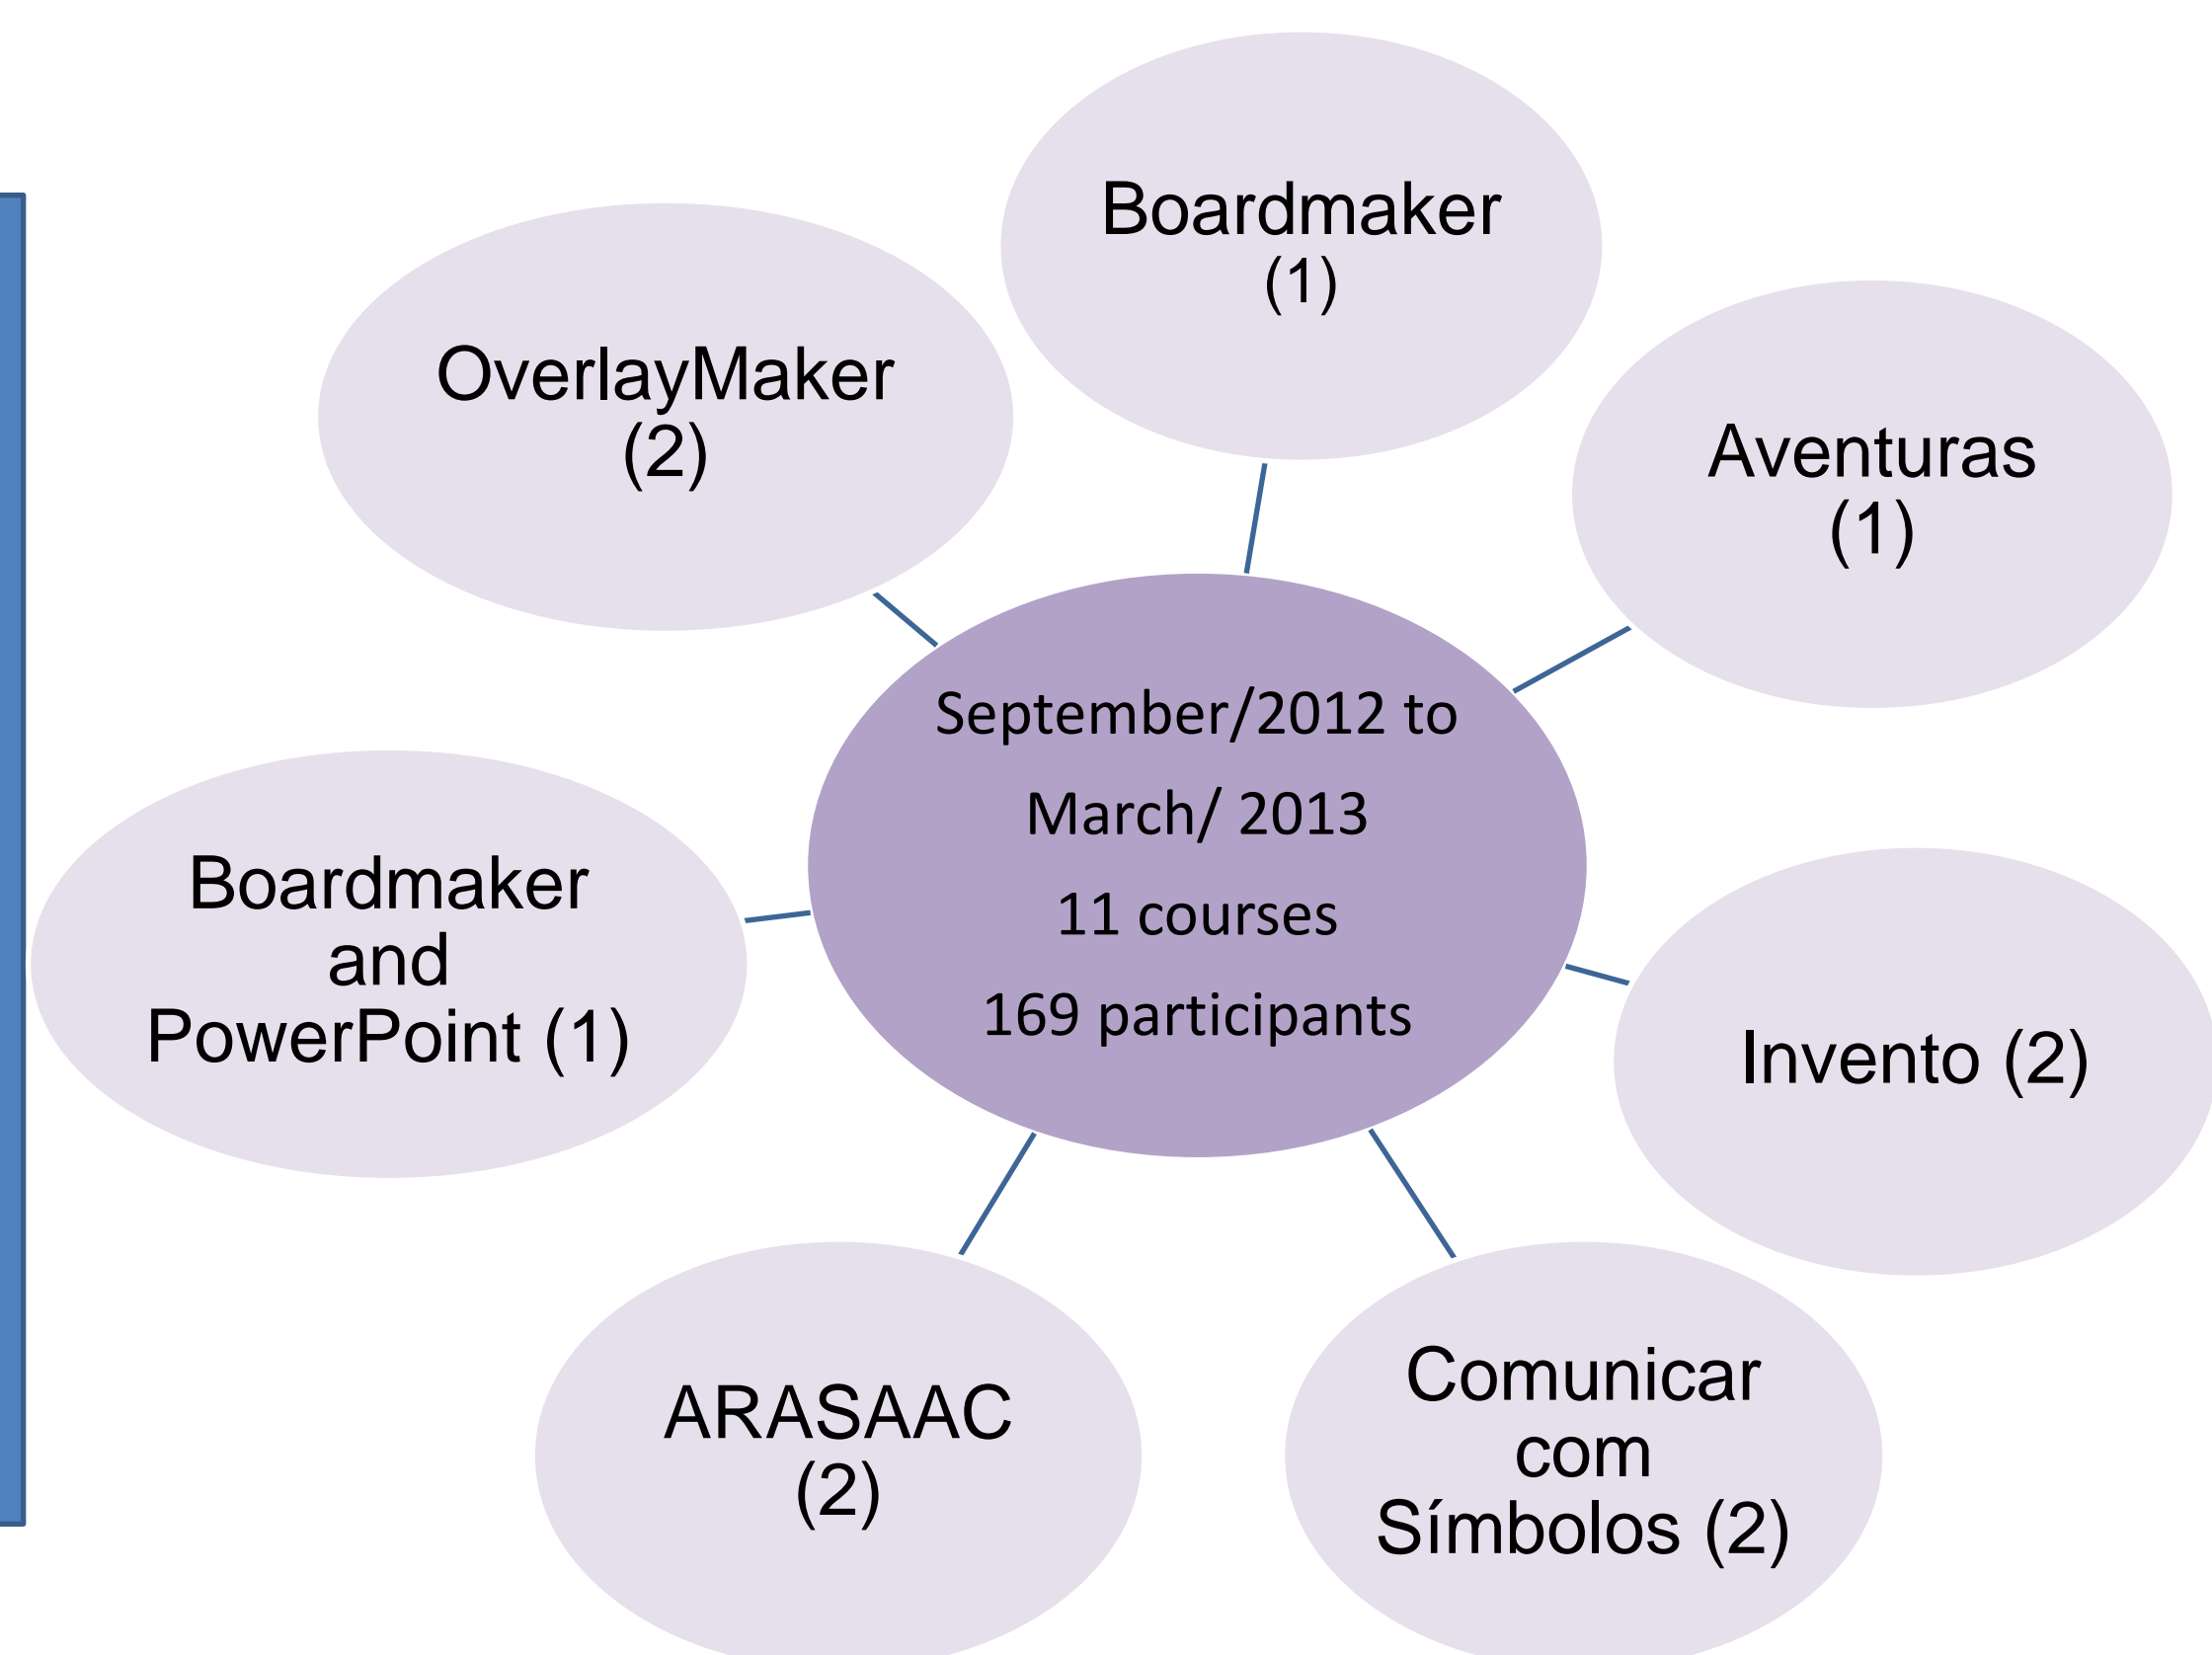 Boardmaker
(1)
OverlayMaker
(2)
Aventuras
(1)
September/2012 to
March/ 2013
11 courses
169 participants
Boardmaker
and
PowerPoint (1)
Invento (2)
ARASAAC
(2)
Comunicar
com
Símbolos (2)